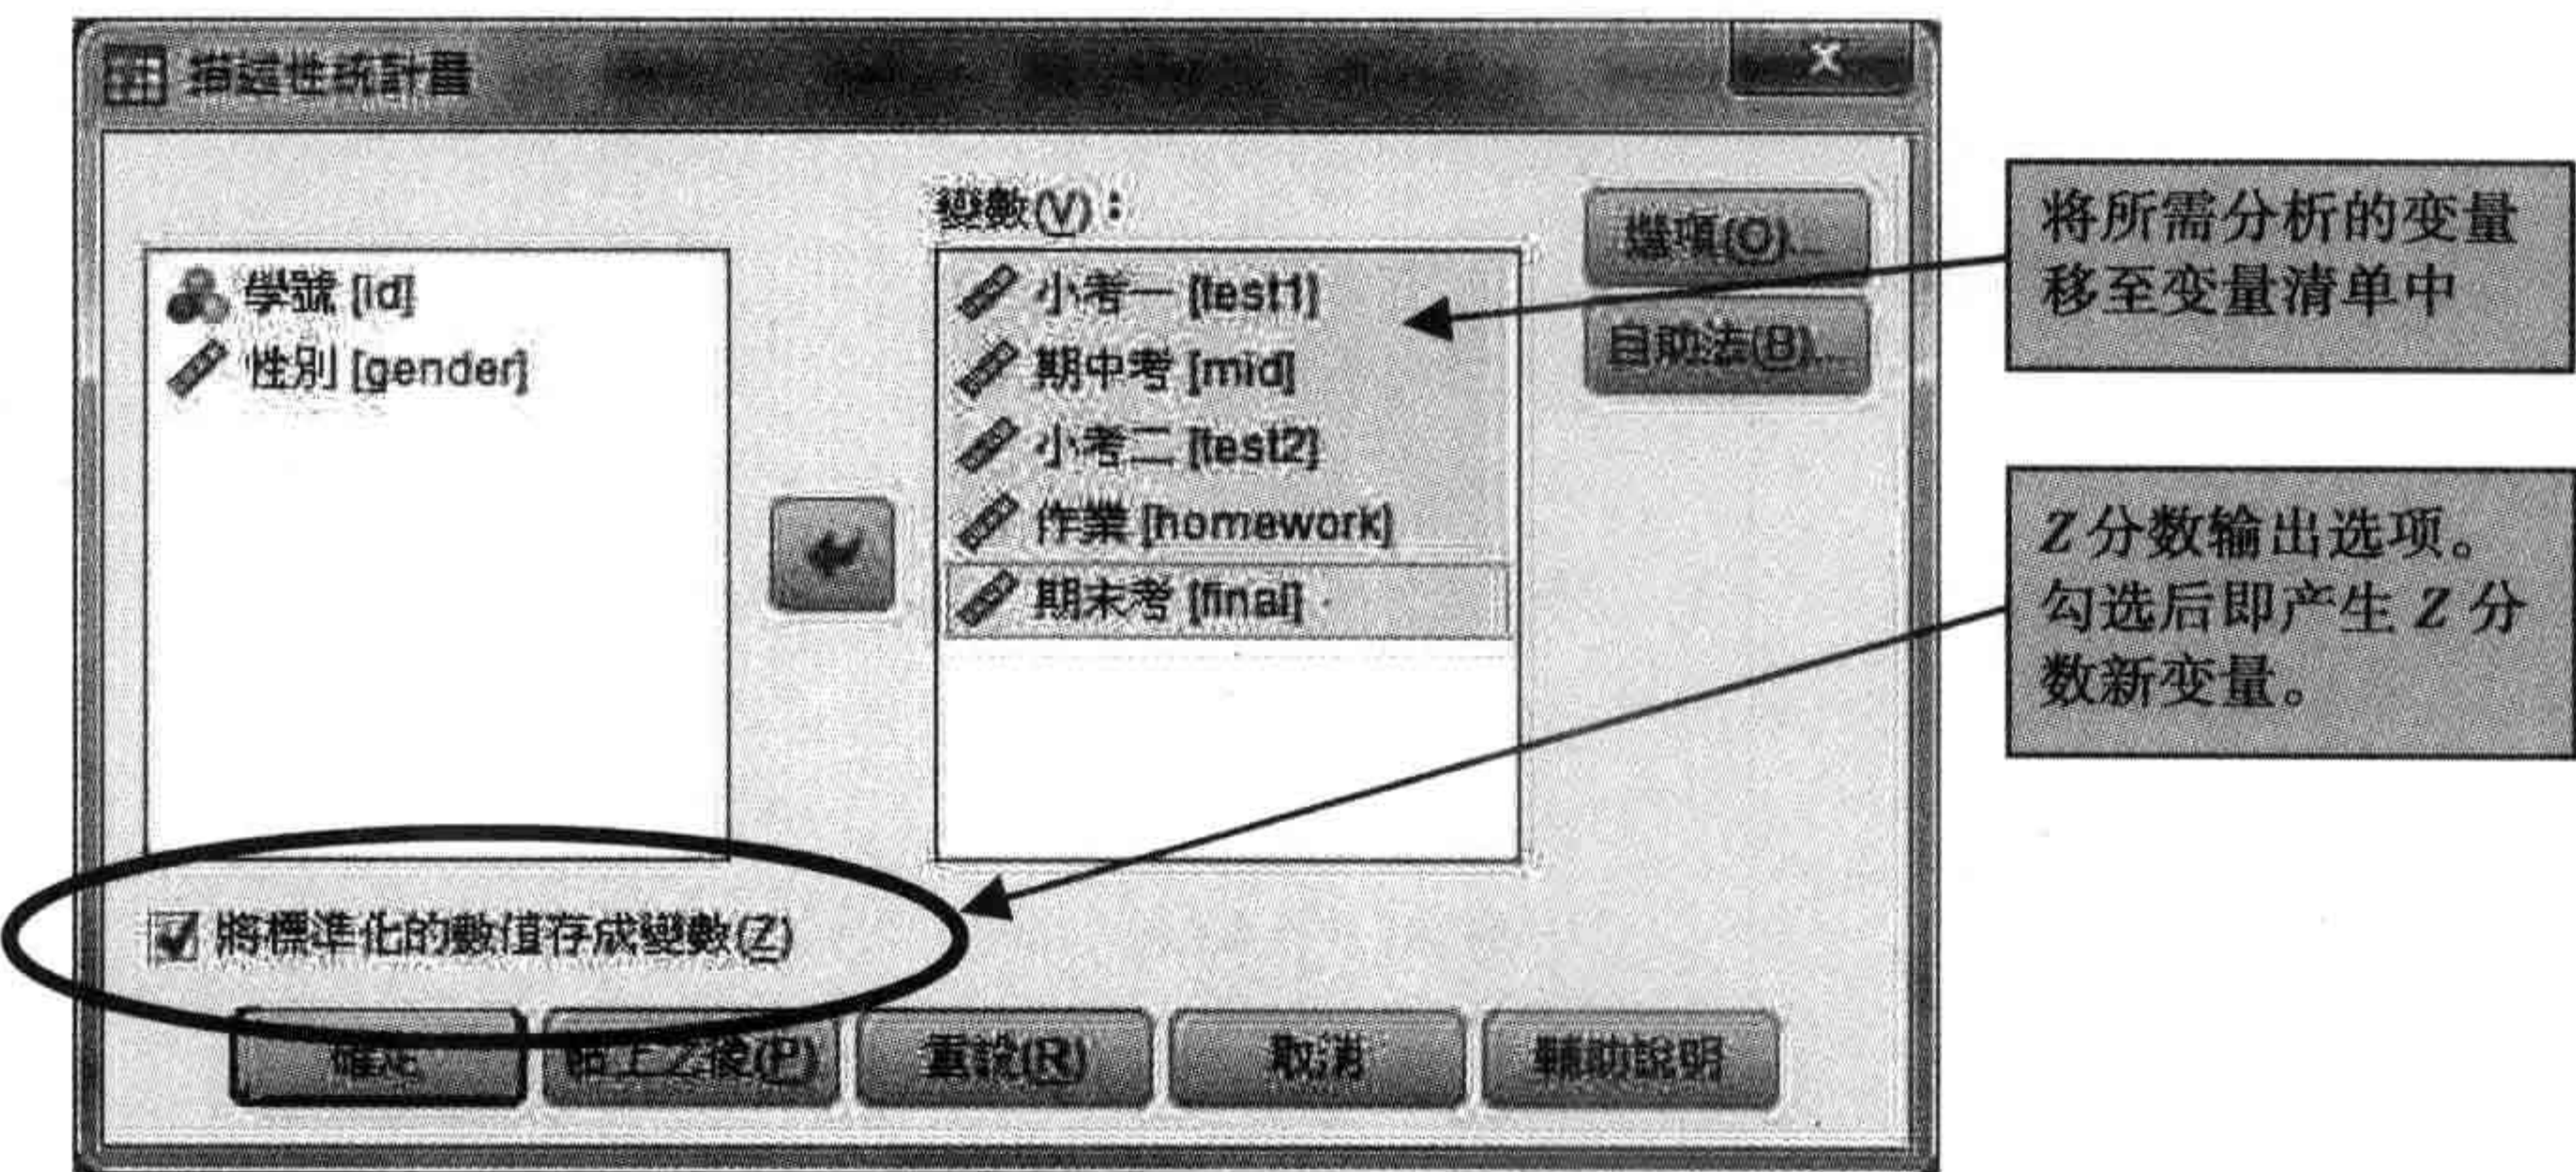 描述性統計量
變數(V)：
學號 [id]
性別 [gender]
小考一 [test1]
期中考 [mid]
小考二 [test2]
作業 [homework]
期末考 [final]
選項(O)...
自助法(B)...
將標準化的數值存成變數(Z)
確定
貼上之後(P)
重設(R)
取消
輔助說明
将所需分析的变量
移至变量清单中
Z分数输出选项。
勾选后即产生 Z 分
数新变量。